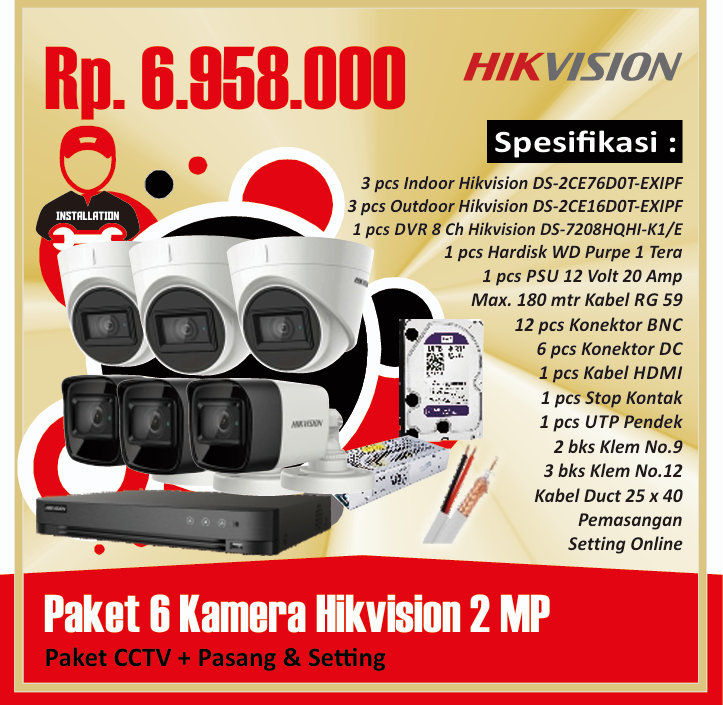 Rp. 6.958.000
HIKVISION
INSTALLATION
Spesifikasi :
3 pcs Indoor Hikvision DS-2CE76D0T-EXIPF
3 pcs Outdoor Hikvision DS-2CE16D0T-EXIPF
1 pcs DVR 8 Ch Hikvision DS-7208HQHI-K1/E
1 pcs Hardisk WD Purpe 1 Tera
1 pcs PSU 12 Volt 20 Amp
Max. 180 mtr Kabel RG 59
12 pcs Konektor BNC
6 pcs Konektor DC
1 pcs Kabel HDMI
1 pcs Stop Kontak
1 pcs UTP Pendek
2 bks Klem No.9
3 bks Klem No.12
Kabel Duct 25 x 40
Pemasangan
Setting Online
HIKVISION
HIKVISION
Paket 6 Kamera Hikvision 2 MP
Paket CCTV + Pasang & Setting